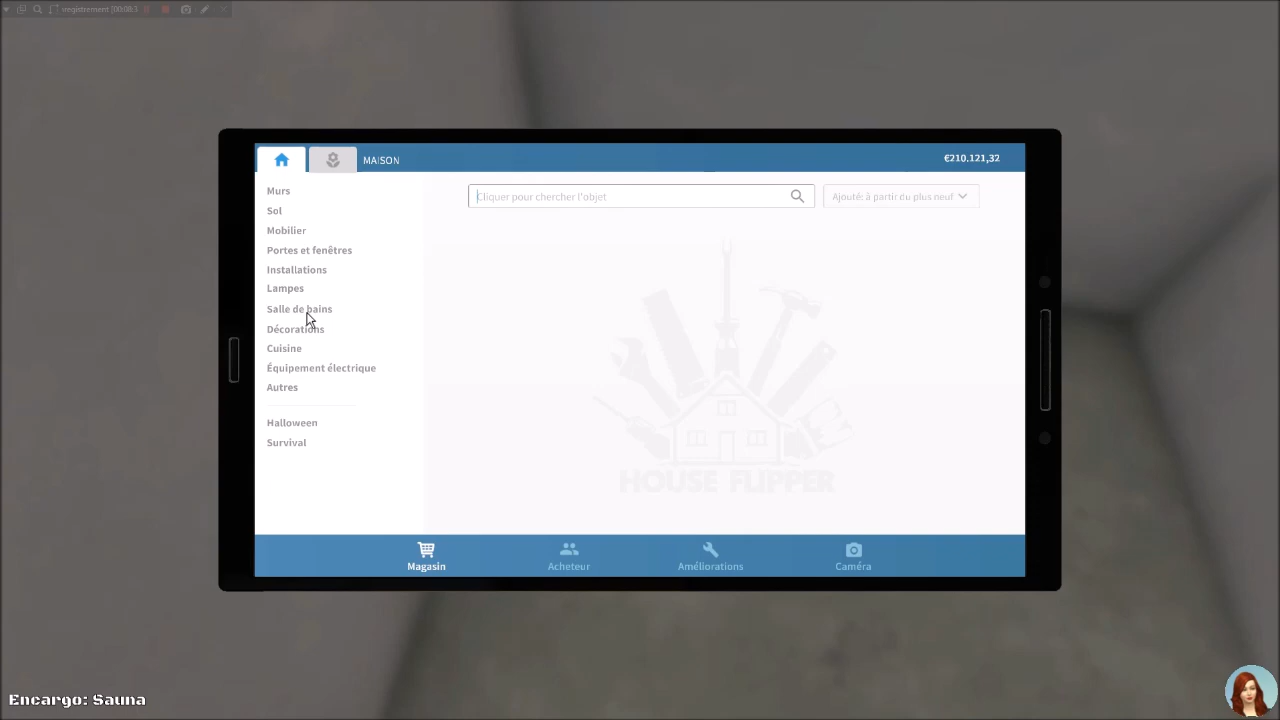 MAISON
€210.121,32
Murs
Sol
Mobilier
Portes et fenêtres
Installations
Lampes
Salle de bains
Décorations
Cuisine
Équipement électrique
Autres
Halloween
Survival
Cliquer pour chercher l'objet
Ajouté: à partir du plus neuf
HOUSE FLIPPER
Magasin
Acheteur
Améliorations
Caméra
Encargo: Sauna